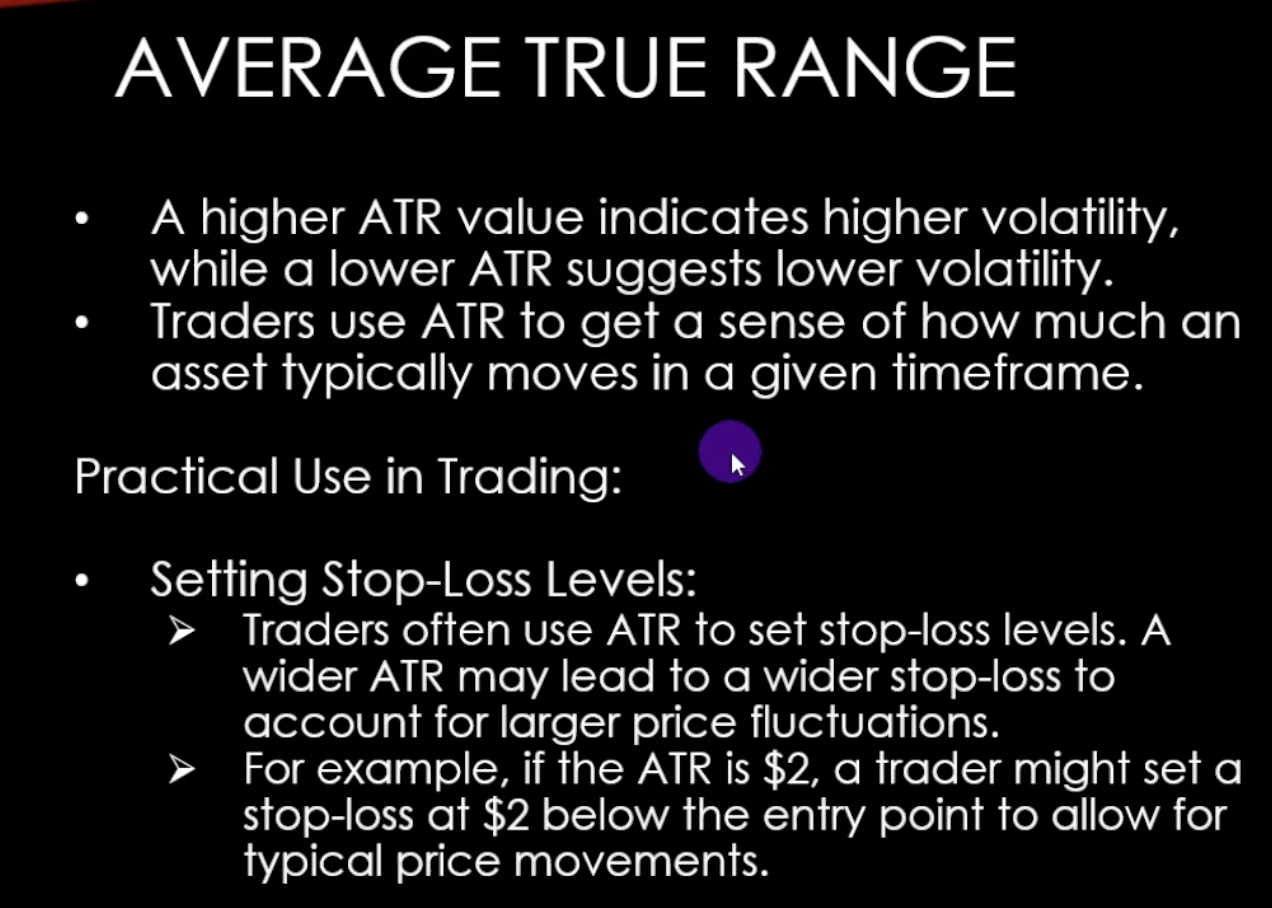 AVERAGE TRUE RANGE
• A higher ATR value indicates higher volatility,
while a lower ATR suggests lower volatility.
• Traders use ATR to get a sense of how much an
asset typically moves in a given timeframe.
Practical Use in Trading:
• Setting Stop-Loss Levels:
➢ Traders often use ATR to set stop-loss levels. A
wider ATR may lead to a wider stop-loss to
account for larger price fluctuations.
➢ For example, if the ATR is $2, a trader might set a
stop-loss at $2 below the entry point to allow for
typical price movements.